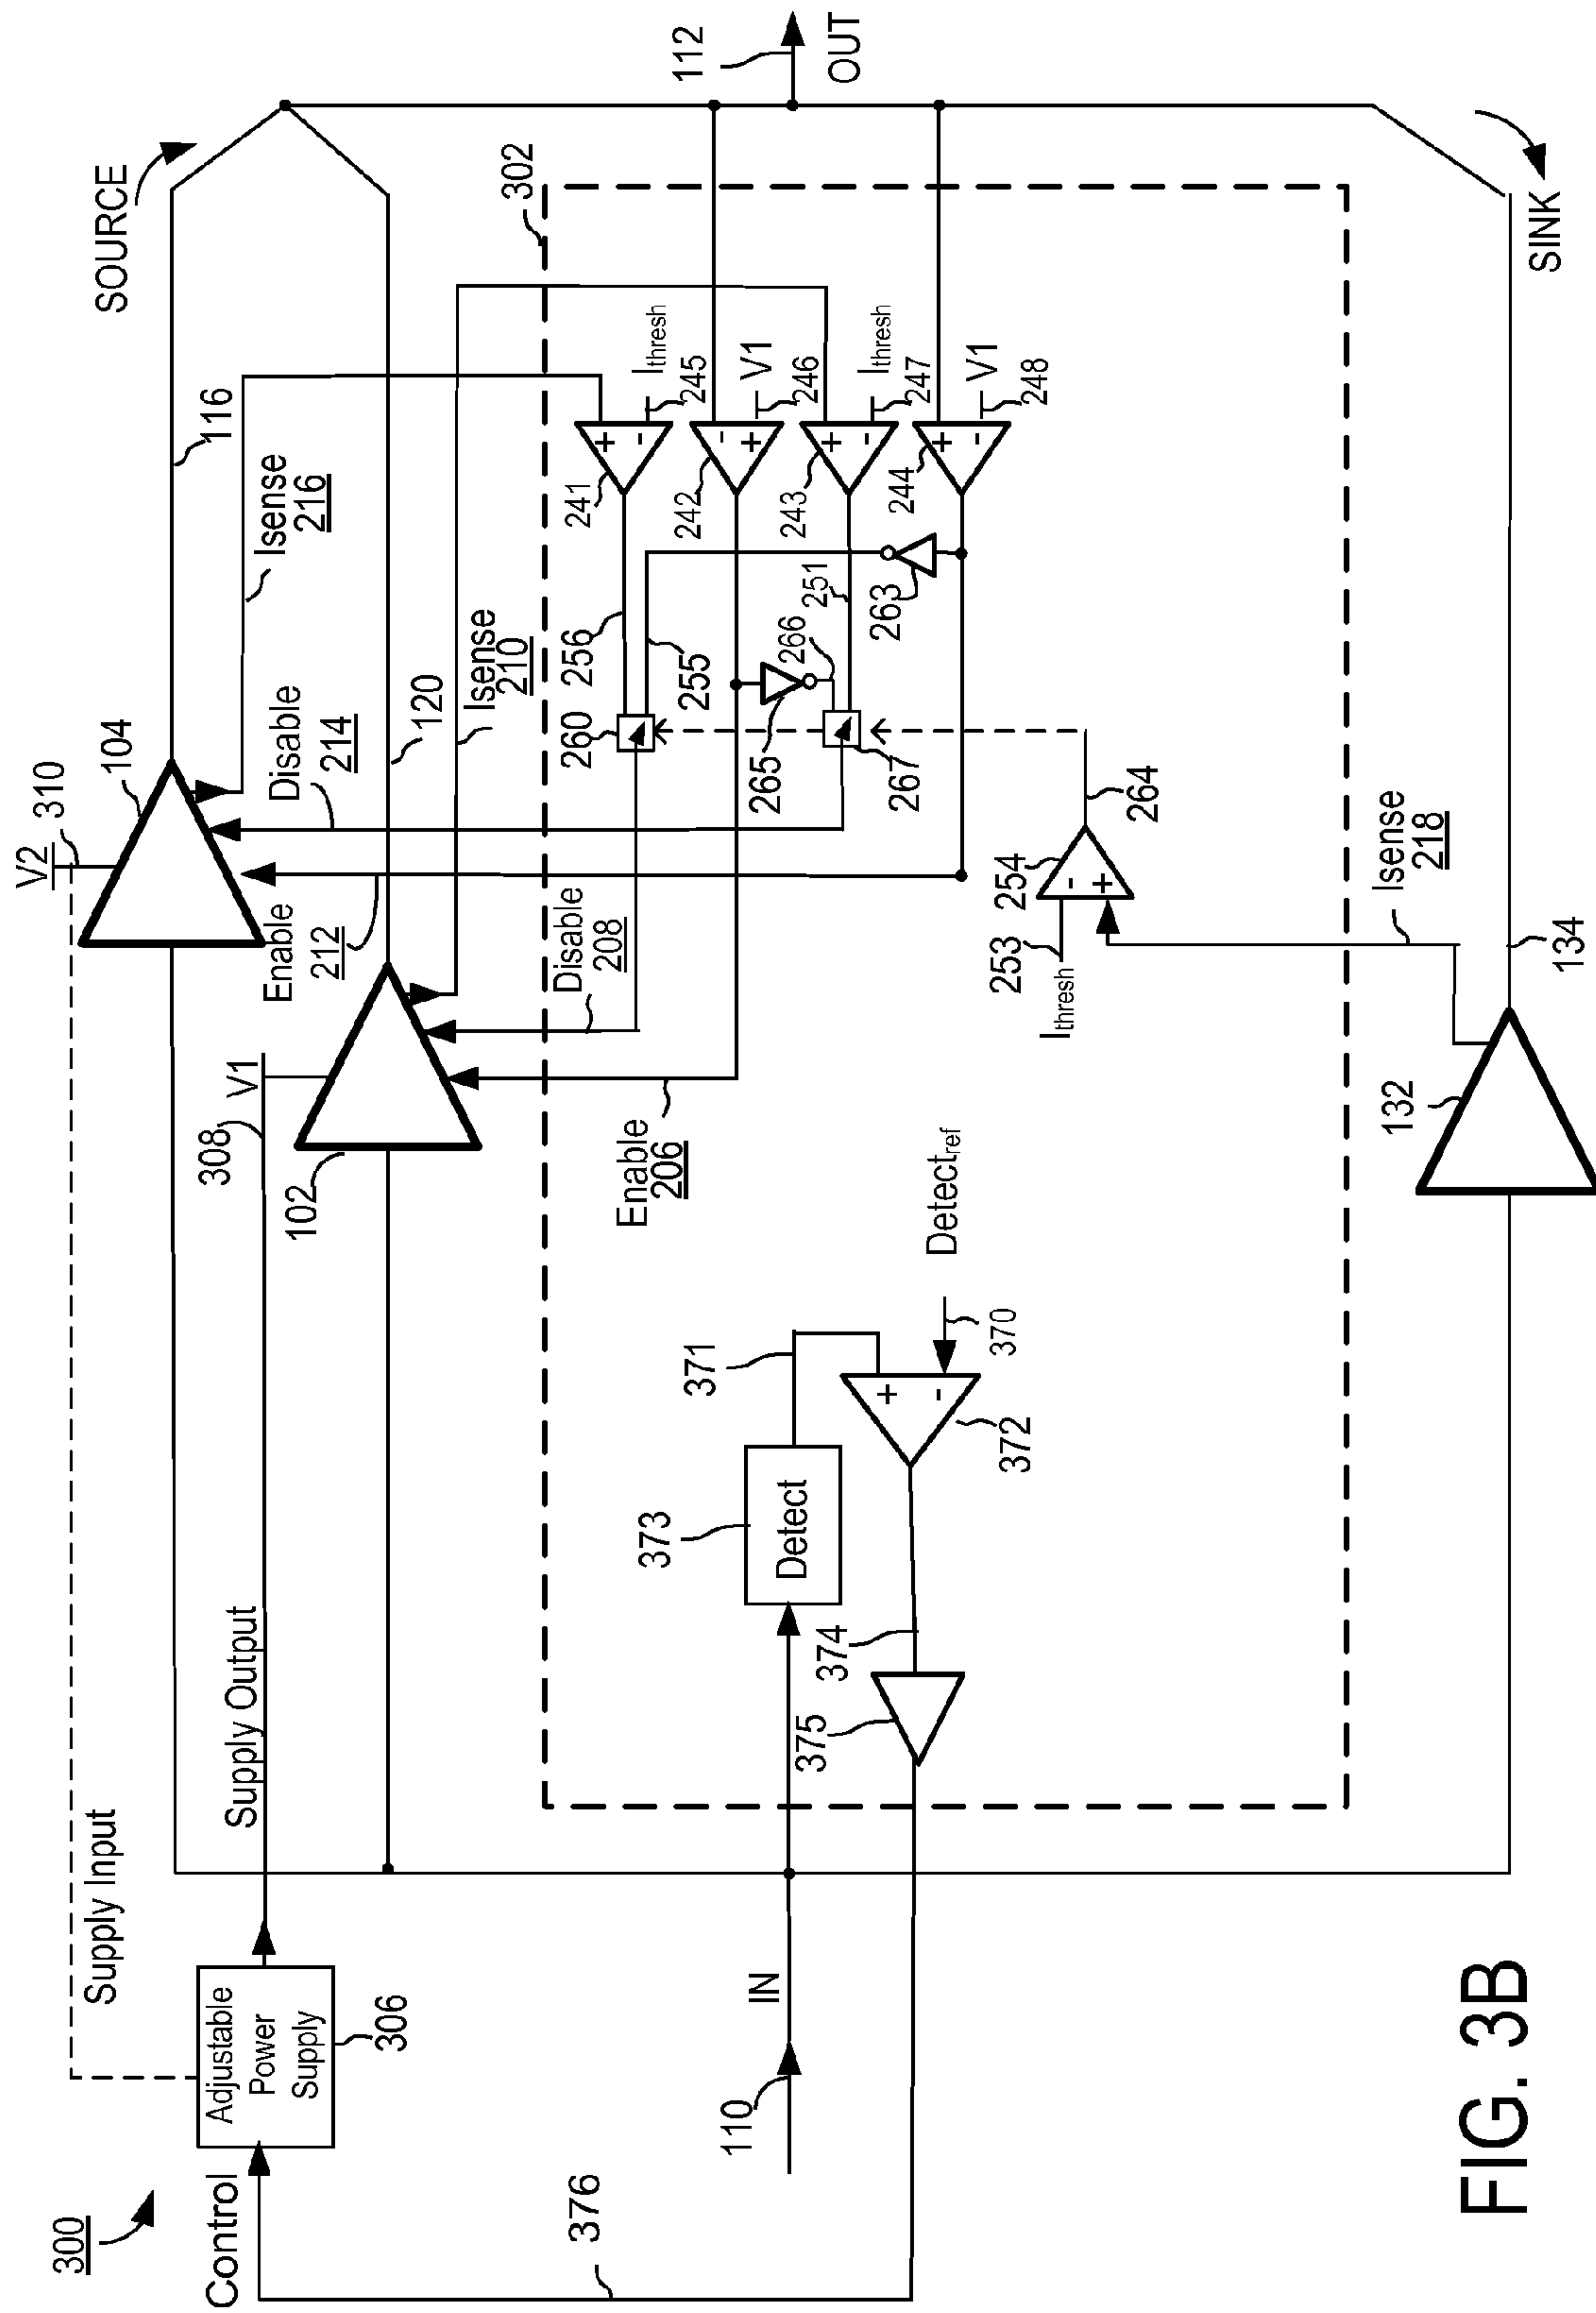 300
Control
Adjustable
Power
Supply
306
Supply Input
Supply Output
376
110
IN
308
V1
102
V2
310
104
Enable
212
Disable
214
Isense
216
116
SOURCE
120
Isense
210
Disable
208
Enable
206
302
112
OUT
373
Detect
371
372
370
Detectref
374
375
260
256
255
241
Ithresh
245
242
V1
246
243
Ithresh
247
244
V1
248
251
263
266
265
267
264
254
253
Ithresh
Isense
218
132
134
SINK
+
-
-
+
+
-
+
-
-
+
+
-
FIG. 3B